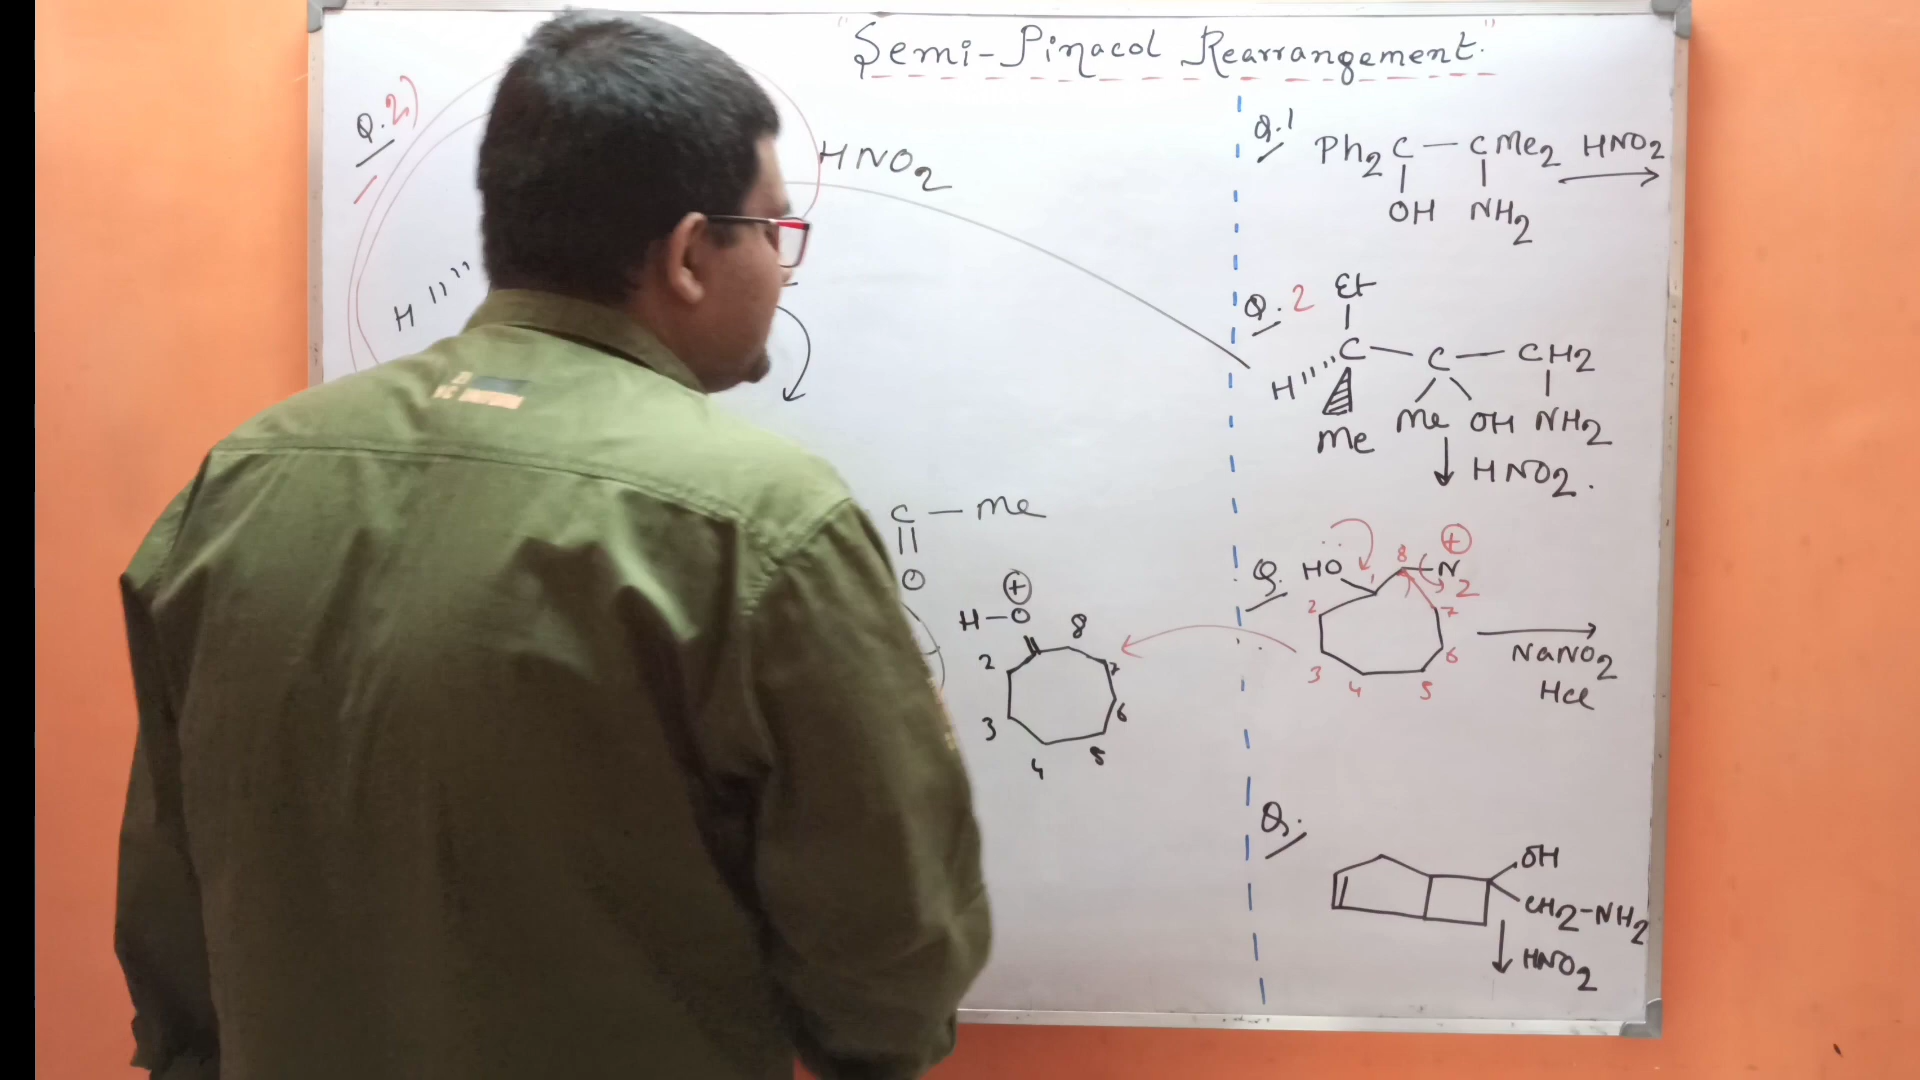 "Semi-Pinacol Rearrangement."
Q.2)
HNO2
H
C — Me
O
H–O
+
8
2
7
3
6
4
5
Q.1
Ph2 C — C Me2 HNO2
OH NH2
Q. 2
Et
C — C — CH2
H
Me Me OH NH2
HNO2.
Q. HO 1 8 N2
+
2 7
3 6
4 5
NaNO2
HCl
Q.
OH
CH2-NH2
HNO2